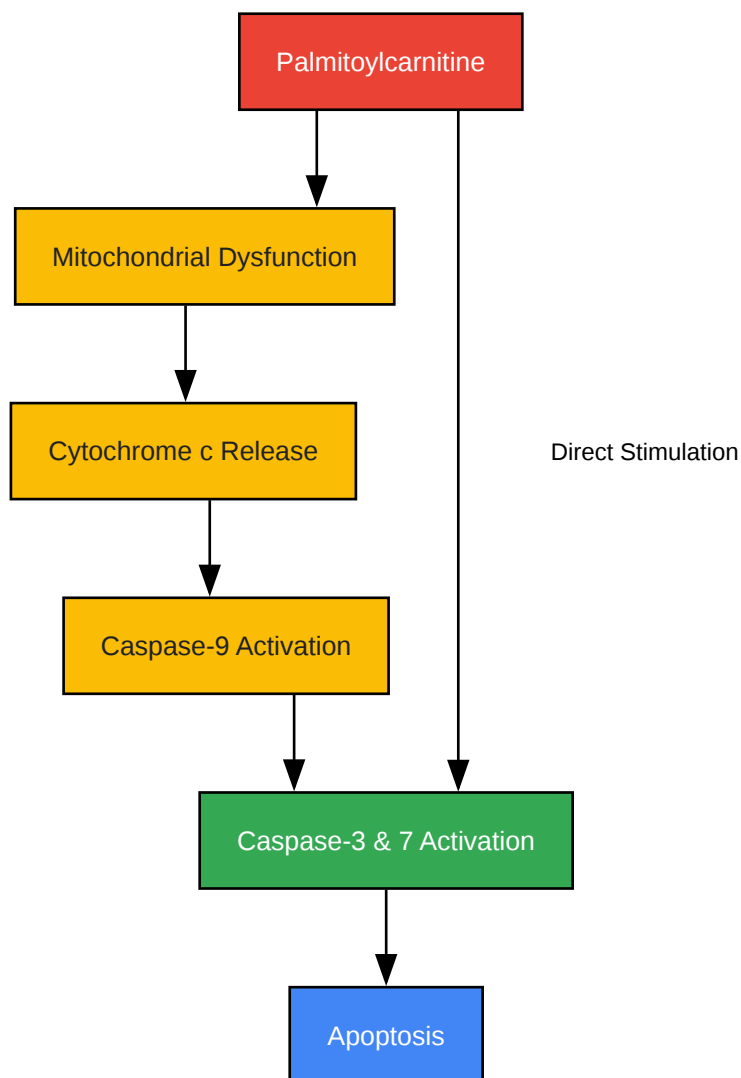 Palmitoylcarnitine
Mitochondrial Dysfunction
Cytochrome c Release
Direct Stimulation
Caspase-9 Activation
Caspase-3 & 7 Activation
Apoptosis